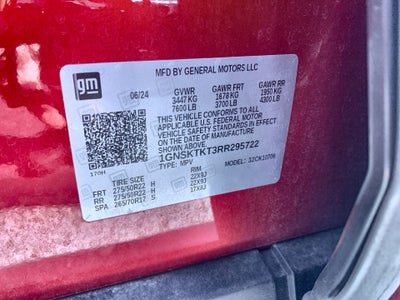 gm
MFD BY GENERAL MOTORS LLC
06/24 GVWR GAWR FRT GAWR RR
3447 KG 1678 KG 1950 KG
7600 LB 3700 LB 4300 LB
THIS VEHICLE CONFORMS TO ALL
APPLICABLE U.S. FEDERAL MOTOR VEHICLE
SAFETY STANDARDS IN EFFECT ON THE DATE OF
MANUFACTURE SHOWN ABOVE.
1GNSKTKT3RR295722
170H TYPE: MPV MODEL: 32CK10706
TIRE SIZE RIM
FRT 275/50R22 H 22X9J
RR 275/50R22 H 22X9J
SPA 265/70R17 S 17X8J